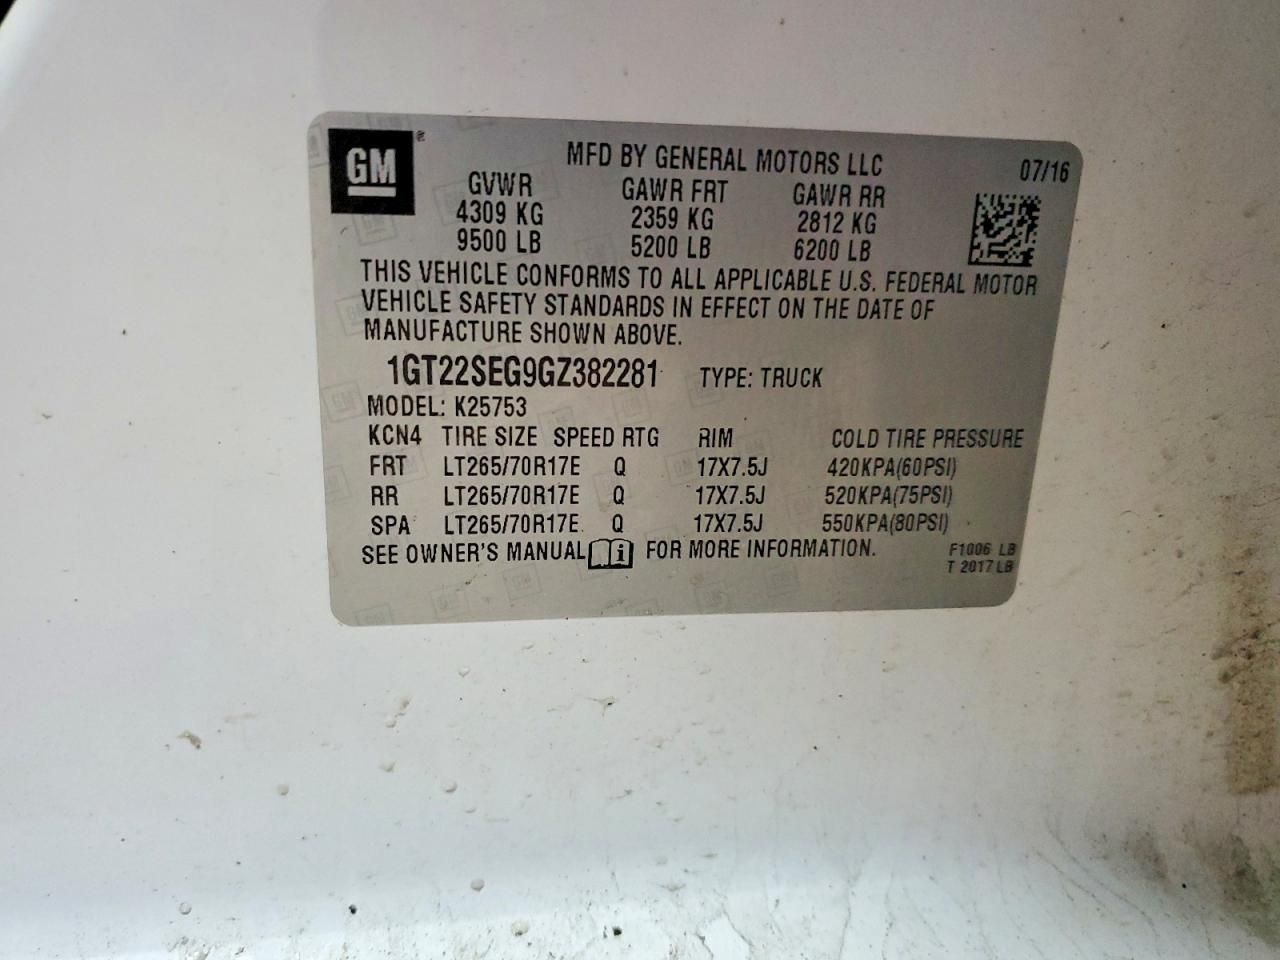 GM®
MFD BY GENERAL MOTORS LLC 07/16
GVWR GAWR FRT GAWR RR
4309 KG 2359 KG 2812 KG
9500 LB 5200 LB 6200 LB
THIS VEHICLE CONFORMS TO ALL APPLICABLE U.S. FEDERAL MOTOR
VEHICLE SAFETY STANDARDS IN EFFECT ON THE DATE OF
MANUFACTURE SHOWN ABOVE.
1GT22SEG9GZ382281 TYPE: TRUCK
MODEL: K25753
KCN4 TIRE SIZE SPEED RTG RIM COLD TIRE PRESSURE
FRT LT265/70R17E Q 17X7.5J 420KPA(60PSI)
RR LT265/70R17E Q 17X7.5J 520KPA(75PSI)
SPA LT265/70R17E Q 17X7.5J 550KPA(80PSI)
SEE OWNER'S MANUAL i FOR MORE INFORMATION.
F1006 LB
T 2017 LB